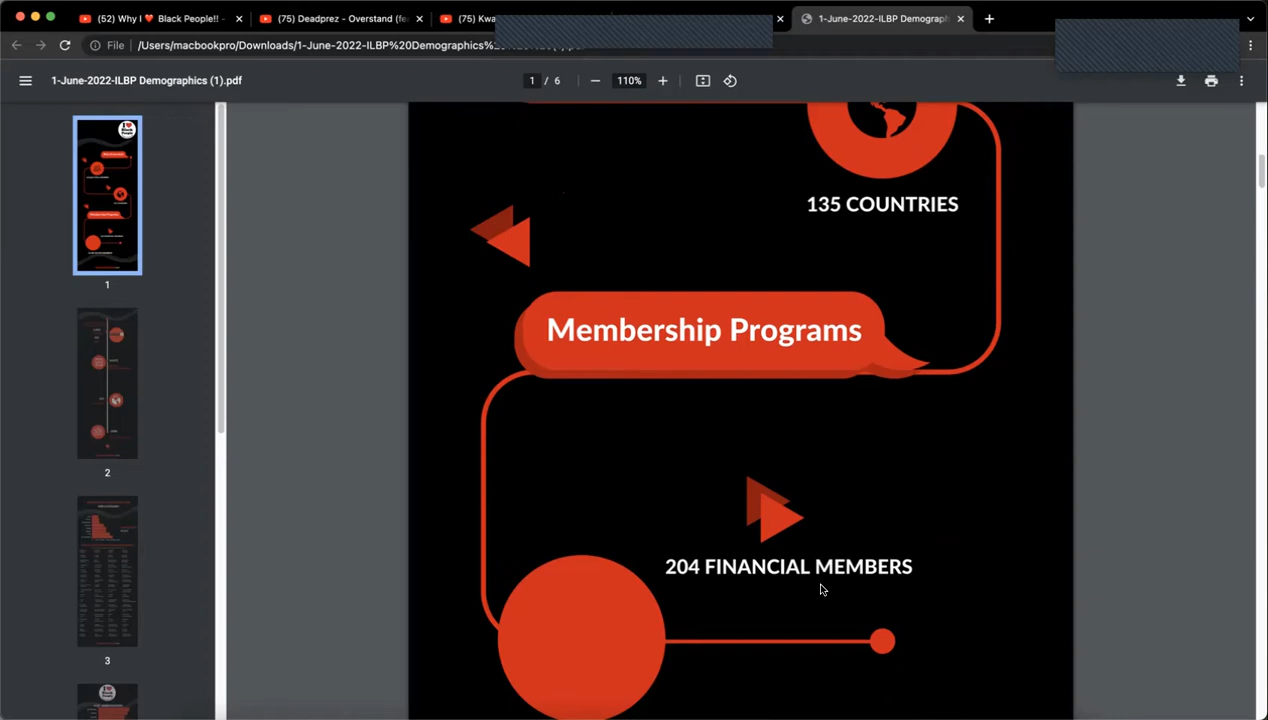 (52) Why I ❤️ Black People!! -
(75) Deadprez - Overstand (fe
(75) Kwa
1-June-2022-ILBP Demograph
File
/Users/macbookpro/Downloads/1-June-2022-ILBP%20Demographics%
1-June-2022-ILBP Demographics (1).pdf
1 / 6
110%
135 COUNTRIES
Membership Programs
204 FINANCIAL MEMBERS
1
2
3